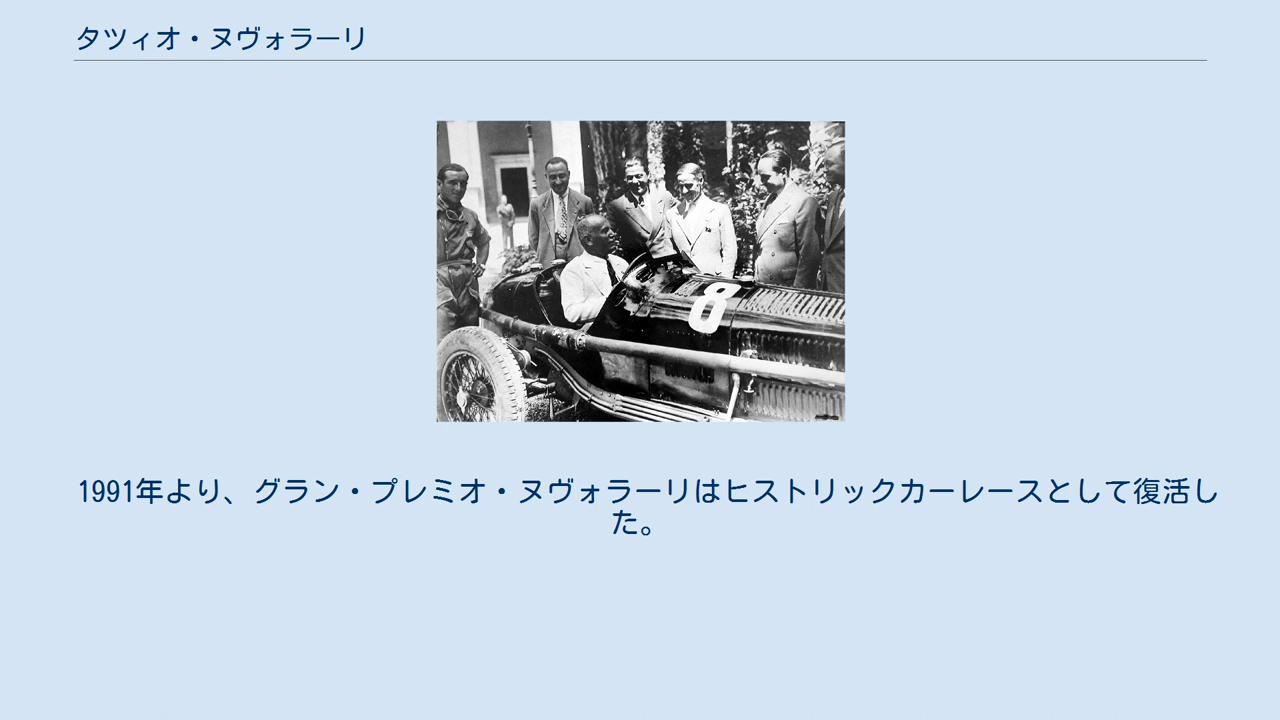 タツィオ・ヌヴォラーリ
8
1991年より、グラン・プレミオ・ヌヴォラーリはヒストリックカーレースとして復活し
た。